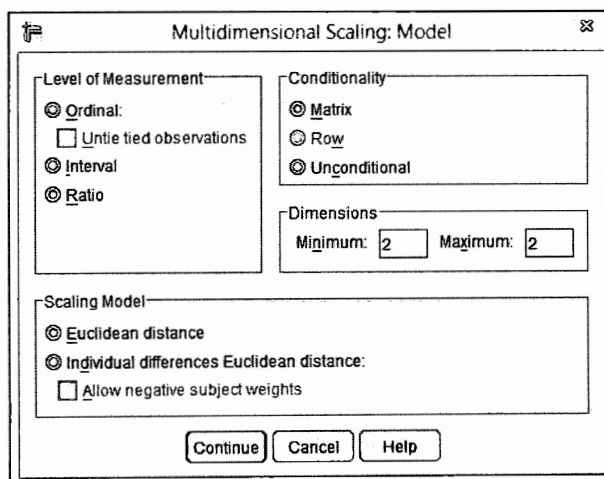 Multidimensional Scaling: Model
Level of Measurement
Ordinal:
Untie tied observations
Interval
Ratio
Conditionality
Matrix
Row
Unconditional
Dimensions
Minimum: 2 Maximum: 2
Scaling Model
Euclidean distance
Individual differences Euclidean distance:
Allow negative subject weights
Continue Cancel Help